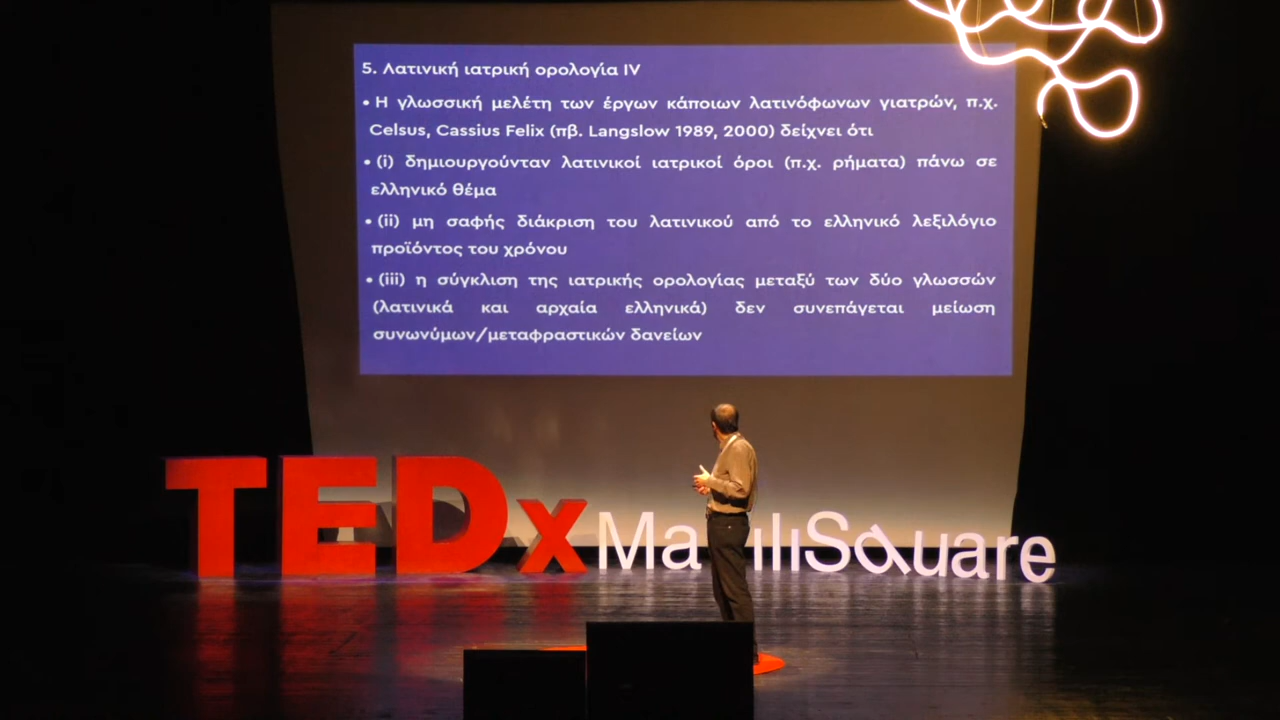 5. Λατινική ιατρική ορολογία IV
• Η γλωσσική μελέτη των έργων κάποιων λατινόφωνων γιατρών, π.χ.
Celsus, Cassius Felix (πβ. Langslow 1989, 2000) δείχνει ότι
• (i) δημιουργούνταν λατινικοί ιατρικοί όροι (π.χ. ρήματα) πάνω σε
ελληνικό θέμα
• (ii) μη σαφής διάκριση του λατινικού από το ελληνικό λεξιλόγιο
προϊόντος του χρόνου
• (iii) η σύγκλιση της ιατρικής ορολογίας μεταξύ των δύο γλωσσών
(λατινικά και αρχαία ελληνικά) δεν συνεπάγεται μείωση
συνωνύμων/μεταφραστικών δανείων
TEDx